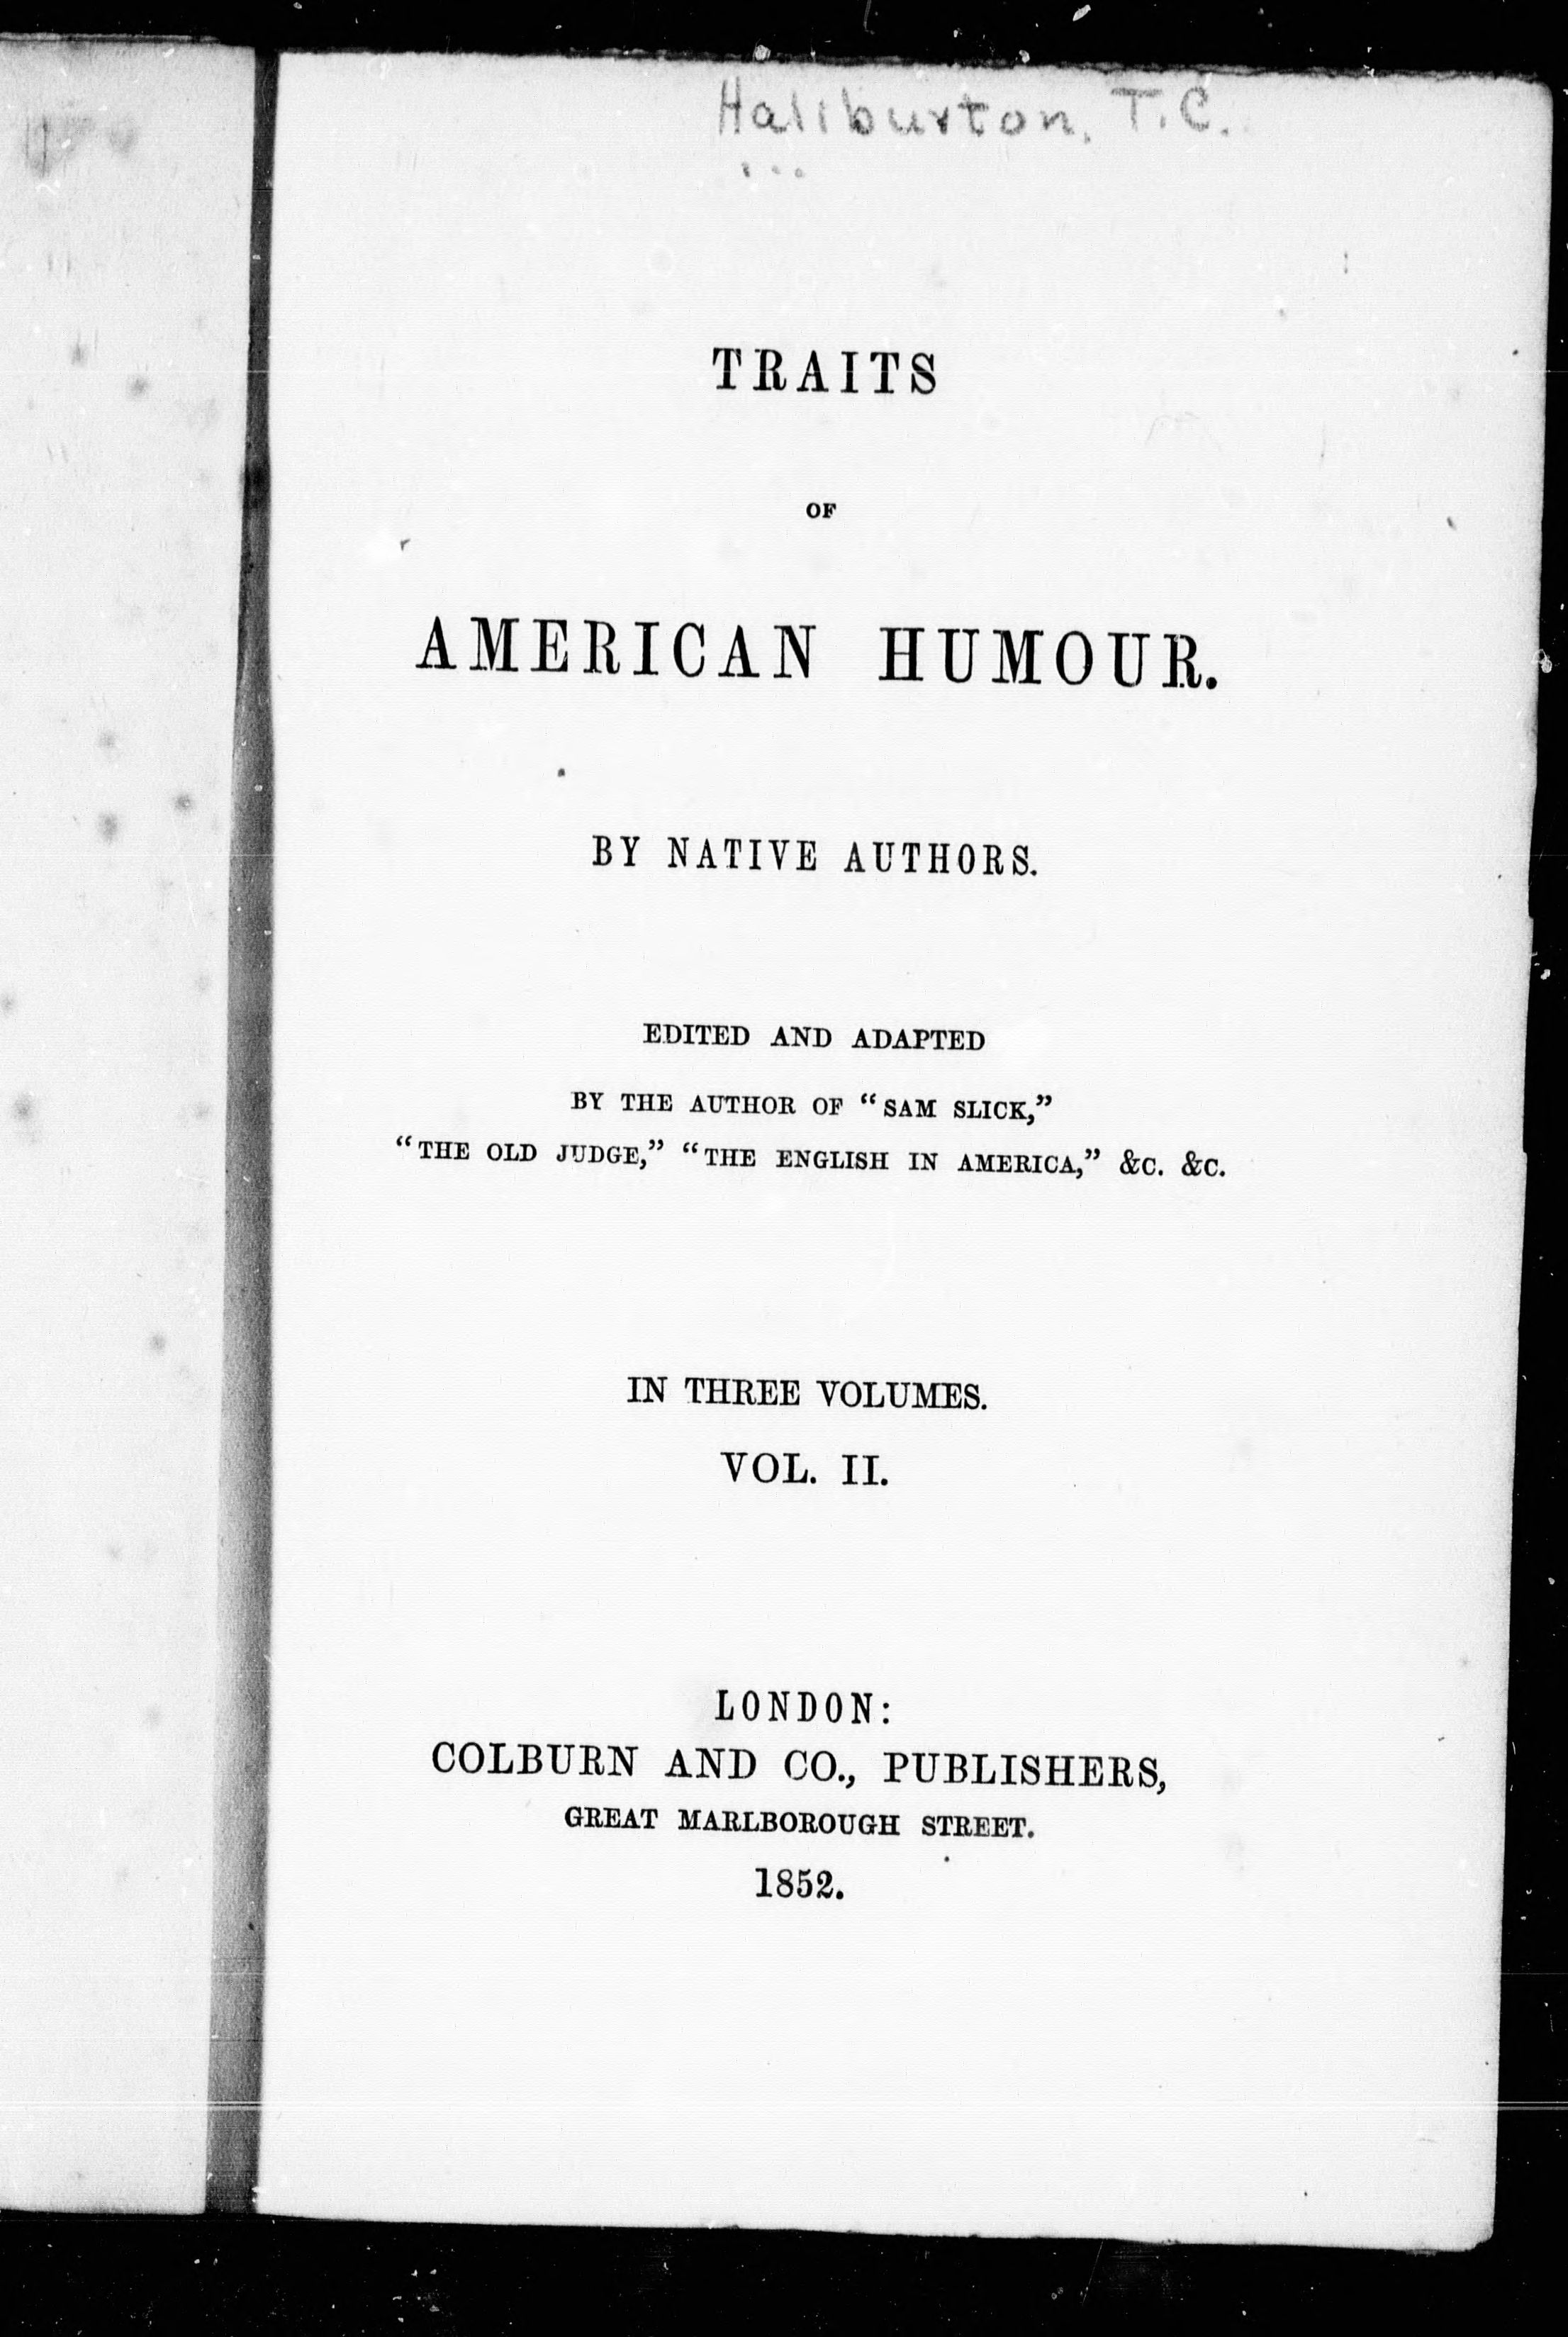 Haliburton, T.C.
TRAITS
OF
AMERICAN HUMOUR.
BY NATIVE AUTHORS.
EDITED AND ADAPTED
BY THE AUTHOR OF “SAM SLICK,”
“THE OLD JUDGE,” “THE ENGLISH IN AMERICA,” &C. &C.
IN THREE VOLUMES.
VOL. II.
LONDON:
COLBURN AND CO., PUBLISHERS,
GREAT MARLBOROUGH STREET.
1852.